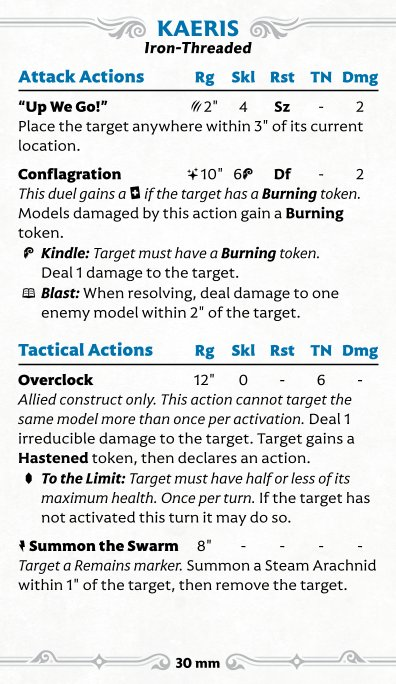 KAERIS
Iron-Threaded
Attack Actions Rg Skl Rst TN Dmg
“Up We Go!” 2" 4 Sz - 2
Place the target anywhere within 3" of its current
location.
Conflagration 10" 6 Df - 2
This duel gains a if the target has a Burning token.
Models damaged by this action gain a Burning
token.
Kindle: Target must have a Burning token.
Deal 1 damage to the target.
Blast: When resolving, deal damage to one
enemy model within 2" of the target.
Tactical Actions Rg Skl Rst TN Dmg
Overclock 12" 0 - 6 -
Allied construct only. This action cannot target the
same model more than once per activation. Deal 1
irreducible damage to the target. Target gains a
Hastened token, then declares an action.
To the Limit: Target must have half or less of its
maximum health. Once per turn. If the target has
not activated this turn it may do so.
Summon the Swarm 8" - - - -
Target a Remains marker. Summon a Steam Arachnid
within 1" of the target, then remove the target.
30 mm